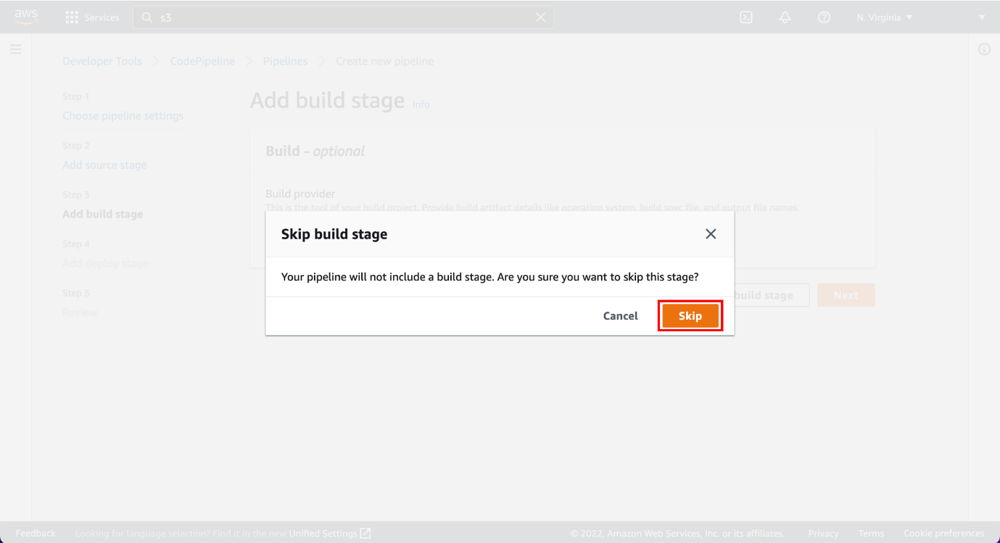 aws
Services
s3
N. Virginia
Developer Tools
CodePipeline
Pipelines
Create new pipeline
Step 1
Choose pipeline settings
Step 2
Add source stage
Step 3
Add build stage
Step 4
Add deploy stage
Step 5
Review
Add build stage Info
Build - optional
Build provider
This is the tool of your build project. Provide build artifact details like operating system, build spec file, and output file names.
Skip build stage
Your pipeline will not include a build stage. Are you sure you want to skip this stage?
Cancel
Skip
build stage
Next
Feedback
Looking for language selection? Find it in the new Unified Settings
© 2022, Amazon Web Services, Inc. or its affiliates.
Privacy
Terms
Cookie preferences